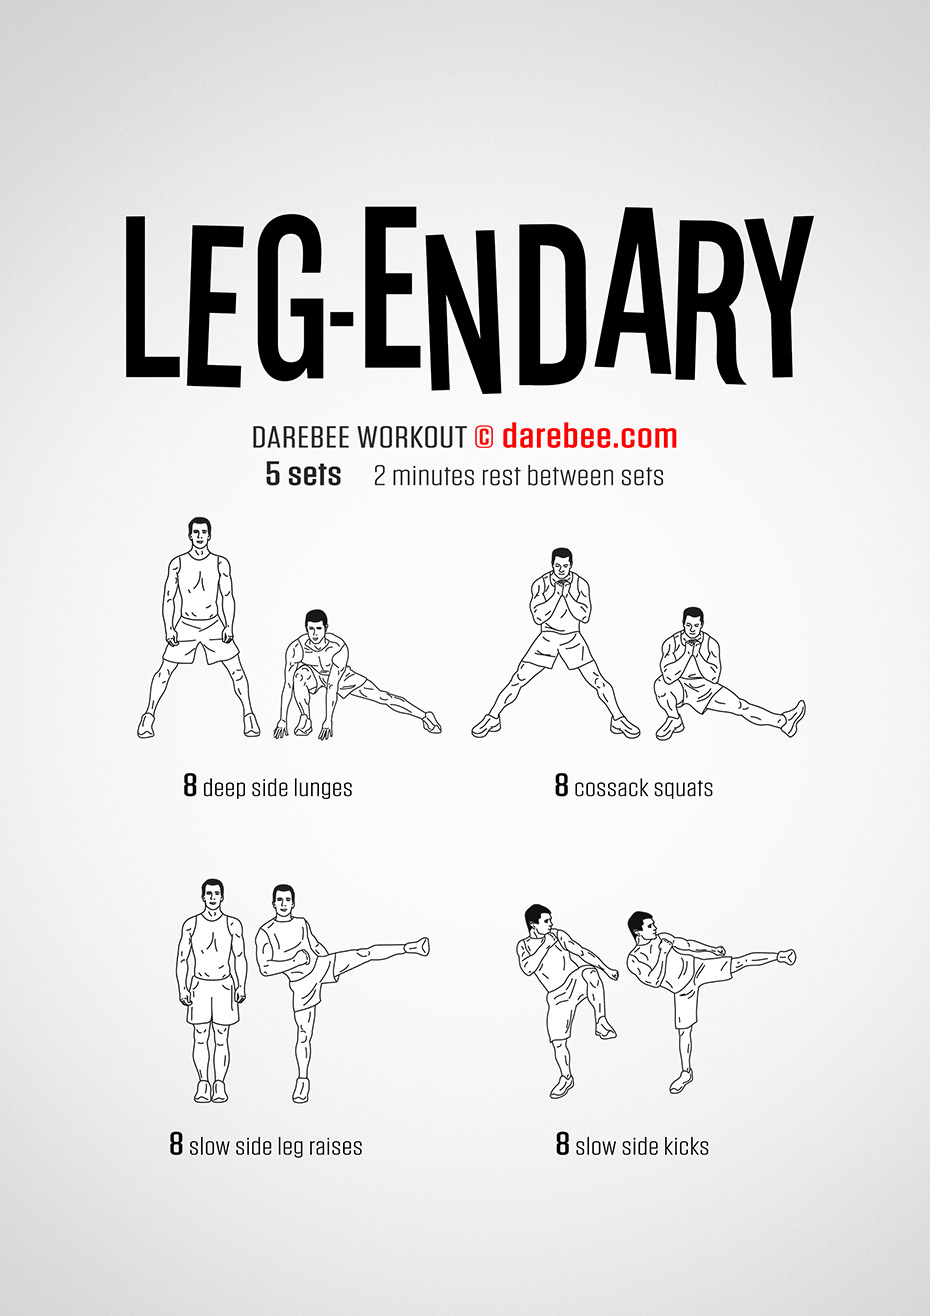 LEG-ENDARY
DAREBEE WORKOUT © darebee.com
5 sets 2 minutes rest between sets
8 deep side lunges
8 cossack squats
8 slow side leg raises
8 slow side kicks